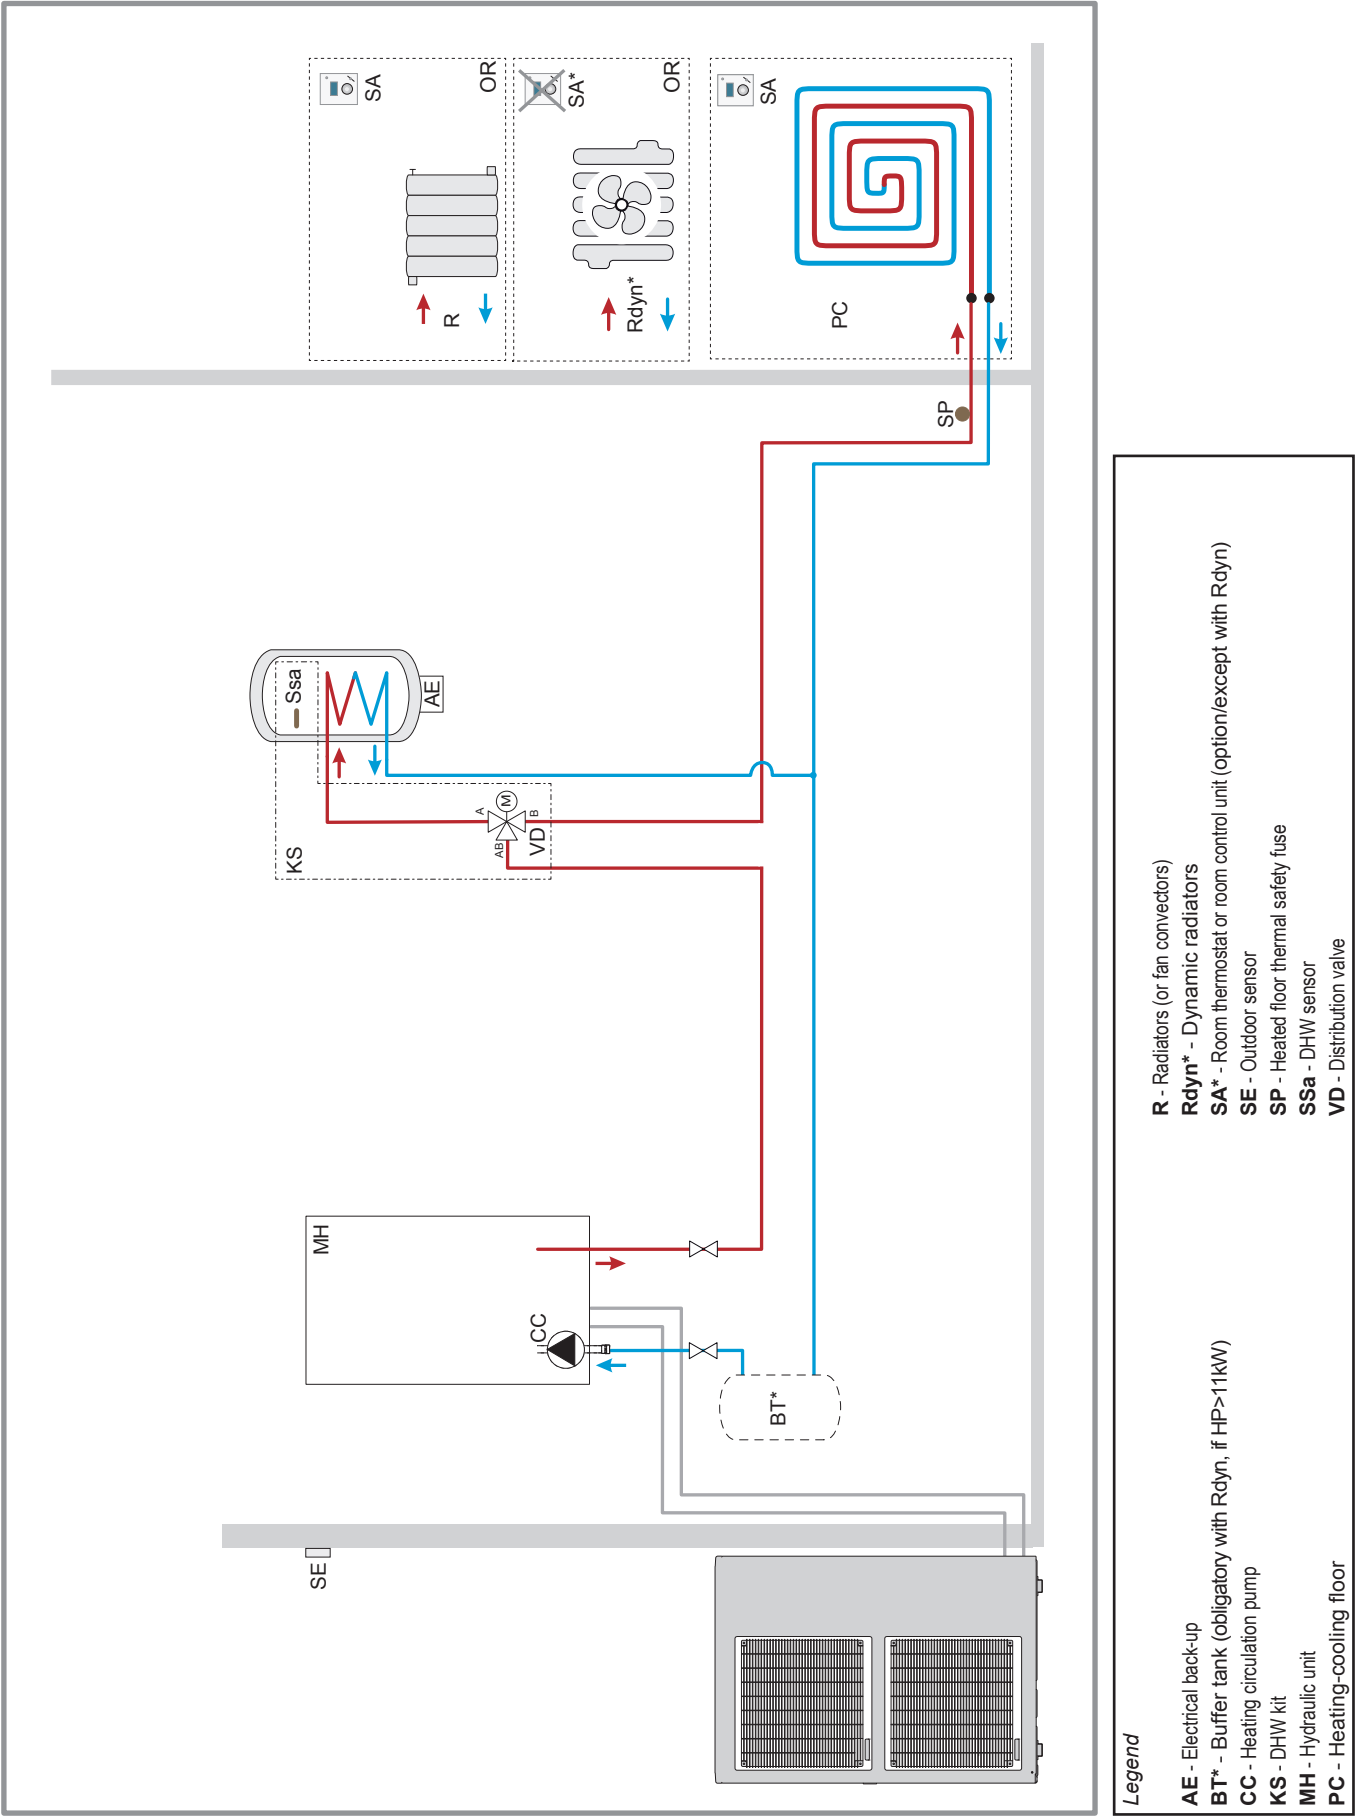 SE
MH
CC
BT*
KS
A
M
B
AB
VD
Ssa
AE
SP
SA
OR
R
SA*
OR
Rdyn*
SA
PC
Legend
AE - Electrical back-up
BT* - Buffer tank (obligatory with Rdyn, if HP>11kW)
CC - Heating circulation pump
KS - DHW kit
MH - Hydraulic unit
PC - Heating-cooling floor
R - Radiators (or fan convectors)
Rdyn* - Dynamic radiators
SA* - Room thermostat or room control unit (option/except with Rdyn)
SE - Outdoor sensor
SP - Heated floor thermal safety fuse
SSa - DHW sensor
VD - Distribution valve